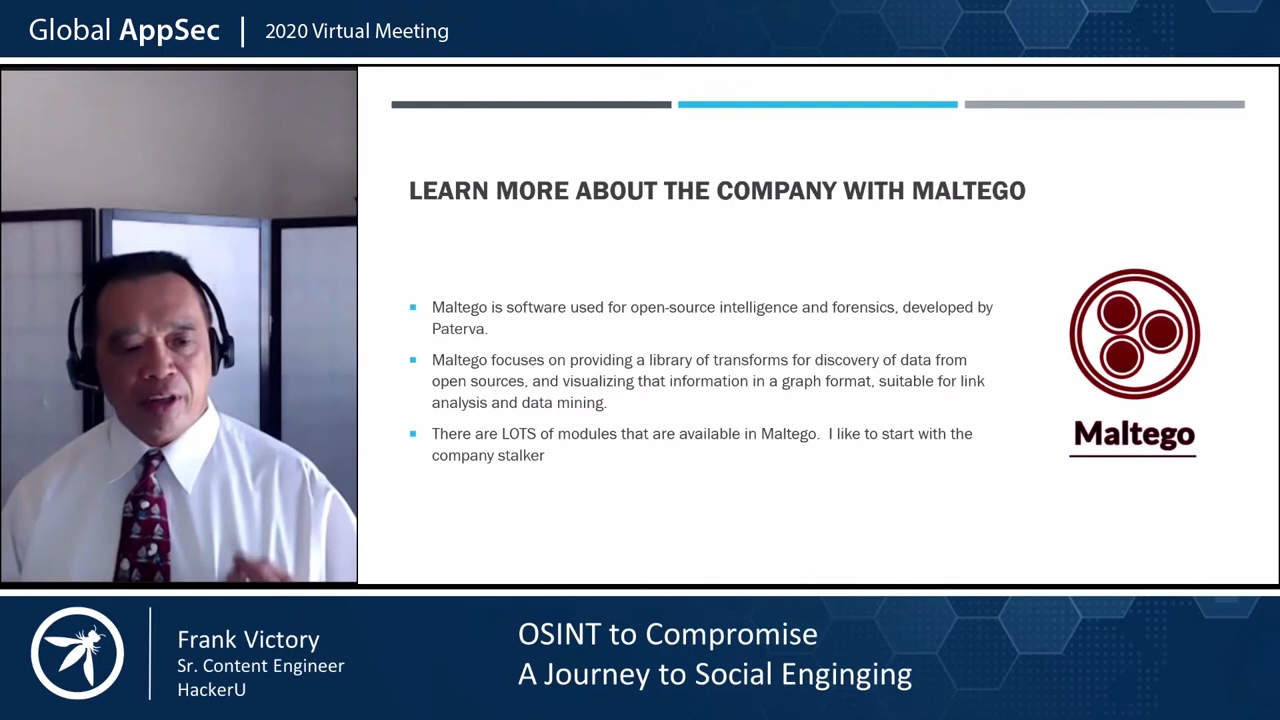 Global AppSec | 2020 Virtual Meeting
LEARN MORE ABOUT THE COMPANY WITH MALTEGO
Maltego is software used for open-source intelligence and forensics, developed by
Paterva.
Maltego focuses on providing a library of transforms for discovery of data from
open sources, and visualizing that information in a graph format, suitable for link
analysis and data mining.
There are LOTS of modules that are available in Maltego.  I like to start with the
company stalker
Maltego
Frank Victory
Sr. Content Engineer
HackerU
OSINT to Compromise
A Journey to Social Enginging